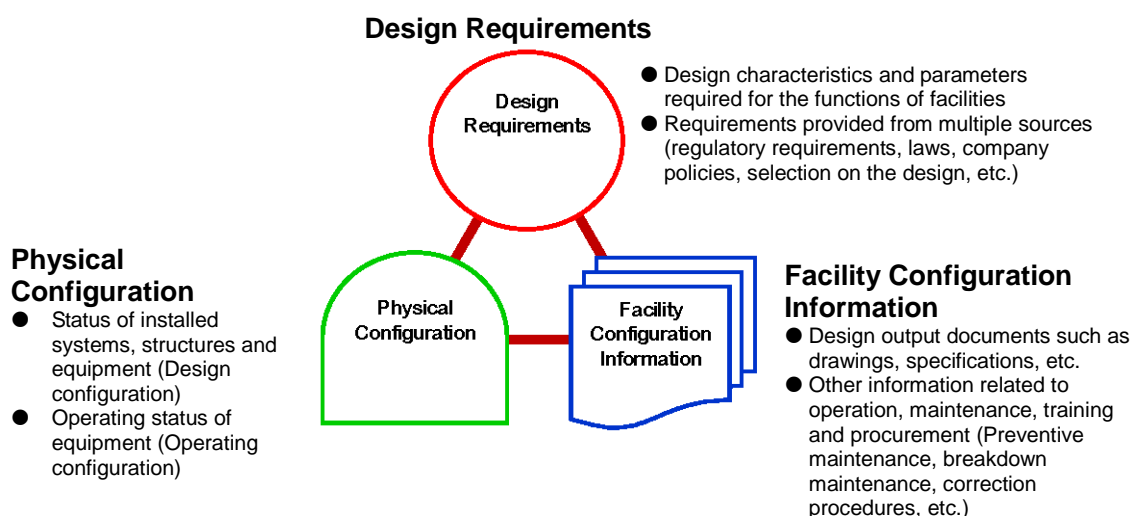 Design Requirements
Design
Requirements
● Design characteristics and parameters
required for the functions of facilities
● Requirements provided from multiple sources
(regulatory requirements, laws, company
policies, selection on the design, etc.)
Physical
Configuration
● Status of installed
systems, structures and
equipment (Design
configuration)
● Operating status of
equipment (Operating
configuration)
Physical
Configuration
Facility
Configuration
Information
Facility Configuration
Information
● Design output documents such as
drawings, specifications, etc.
● Other information related to
operation, maintenance, training
and procurement (Preventive
maintenance, breakdown
maintenance, correction
procedures, etc.)